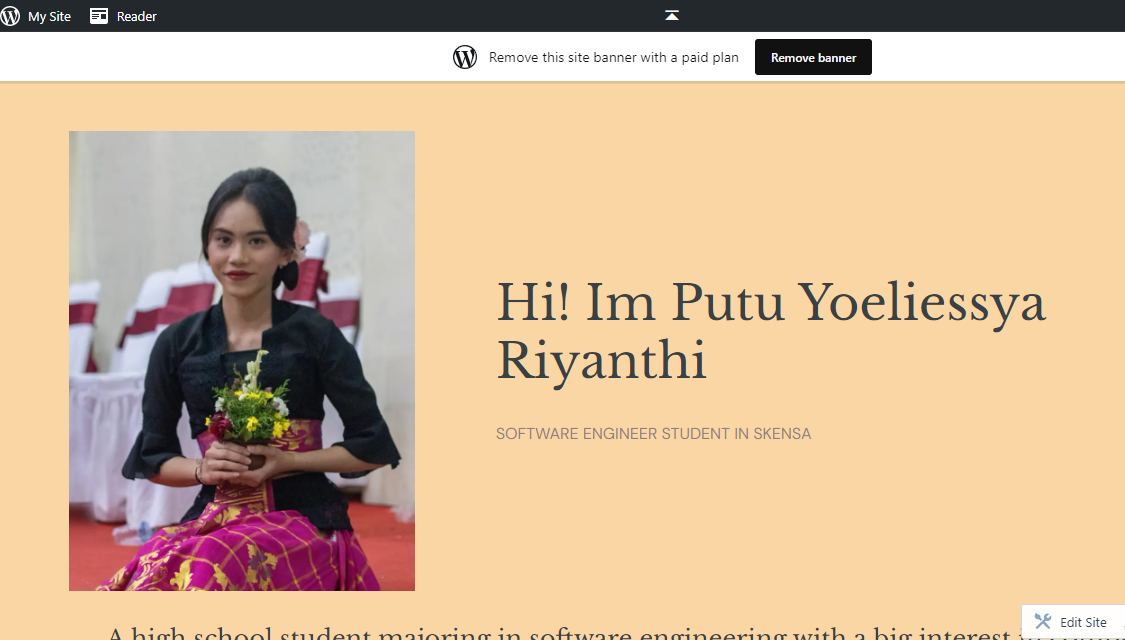 My Site Reader
Remove this site banner with a paid plan Remove banner
Hi! Im Putu Yoeliessya
Riyanthi
SOFTWARE ENGINEER STUDENT IN SKENSA
Edit Site
A high school student majoring in software engineering with a big interest